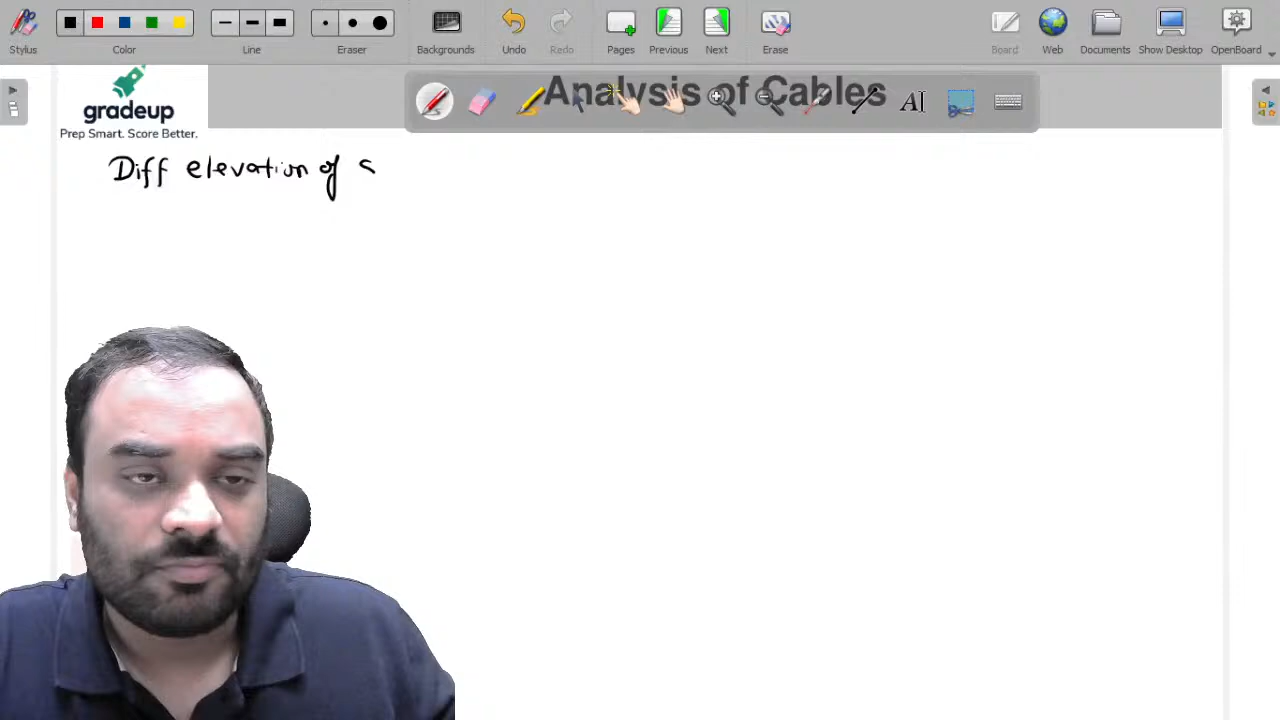 Stylus
Color
Line
Eraser
Backgrounds
Undo
Redo
Pages
Previous
Next
Erase
Board
Web
Documents
Show Desktop
OpenBoard
gradeup
Prep Smart. Score Better.
Analysis of Cables
Diff elevation of s